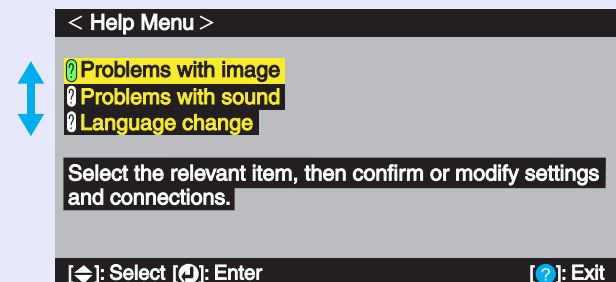 < Help Menu >
? Problems with image
? Problems with sound
? Language change
Select the relevant item, then confirm or modify settings
and connections.
[]: Select []: Enter [?]: Exit